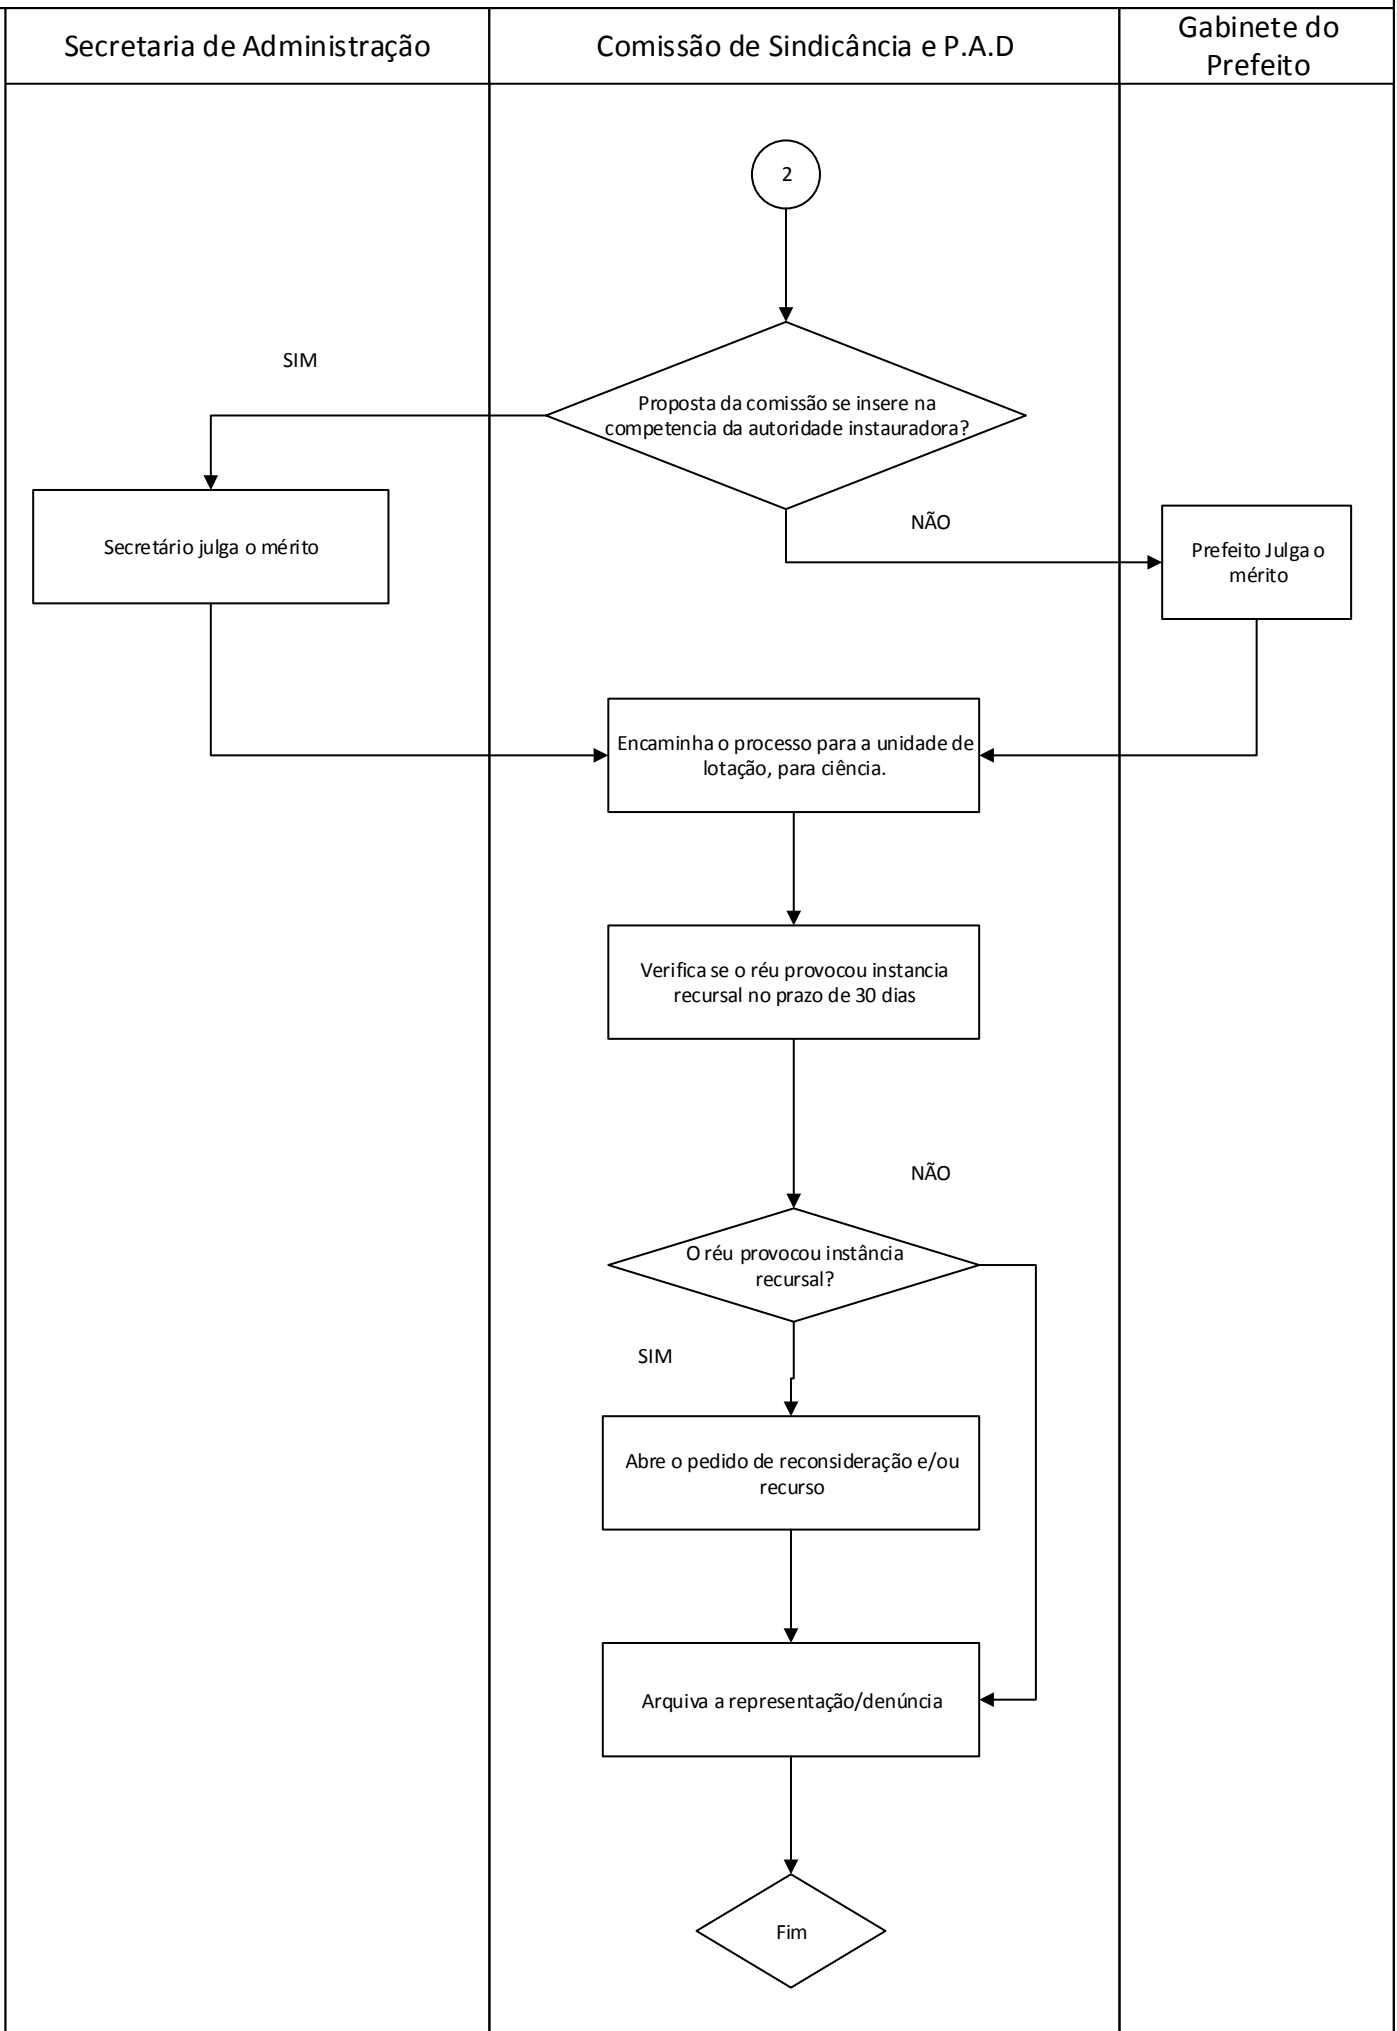 Secretaria de Administração
Comissão de Sindicância e P.A.D
Gabinete do
Prefeito
2
SIM
Proposta da comissão se insere na
competencia da autoridade instauradora?
NÃO
Secretário julga o mérito
Prefeito Julga o
mérito
Encaminha o processo para a unidade de
lotação, para ciência.
Verifica se o réu provocou instancia
recursal no prazo de 30 dias
NÃO
O réu provocou instância
recursal?
SIM
Abre o pedido de reconsideração e/ou
recurso
Arquiva a representação/denúncia
Fim